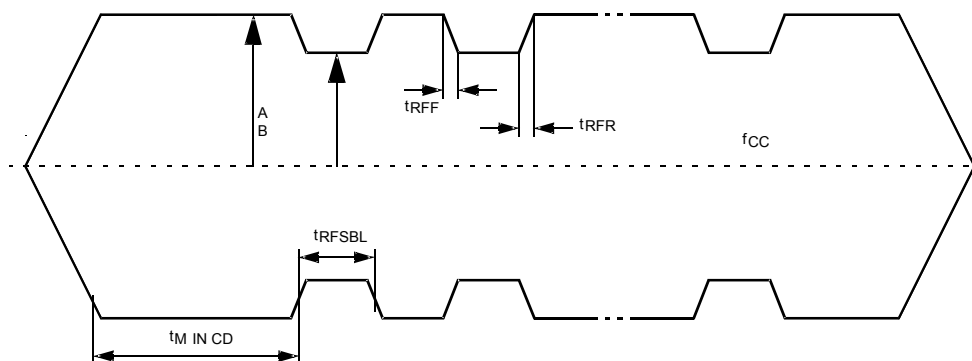 A
B
tRFF
tRFR
fCC
tRFSBL
tM IN CD